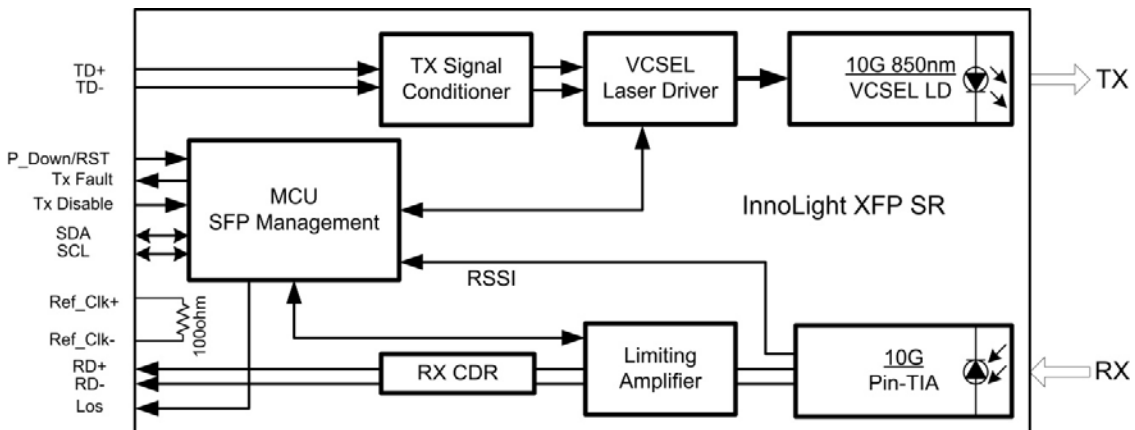 TD+
TD-
TX Signal
Conditioner
VCSEL
Laser Driver
10G 850nm
VCSEL LD
TX
P_Down/RST
Tx Fault
Tx Disable
SDA
SCL
MCU
SFP Management
InnoLight XFP SR
RSSI
Ref_Clk+
Ref_Clk-
100ohm
RD+
RD-
Los
RX CDR
Limiting
Amplifier
10G
Pin-TIA
RX